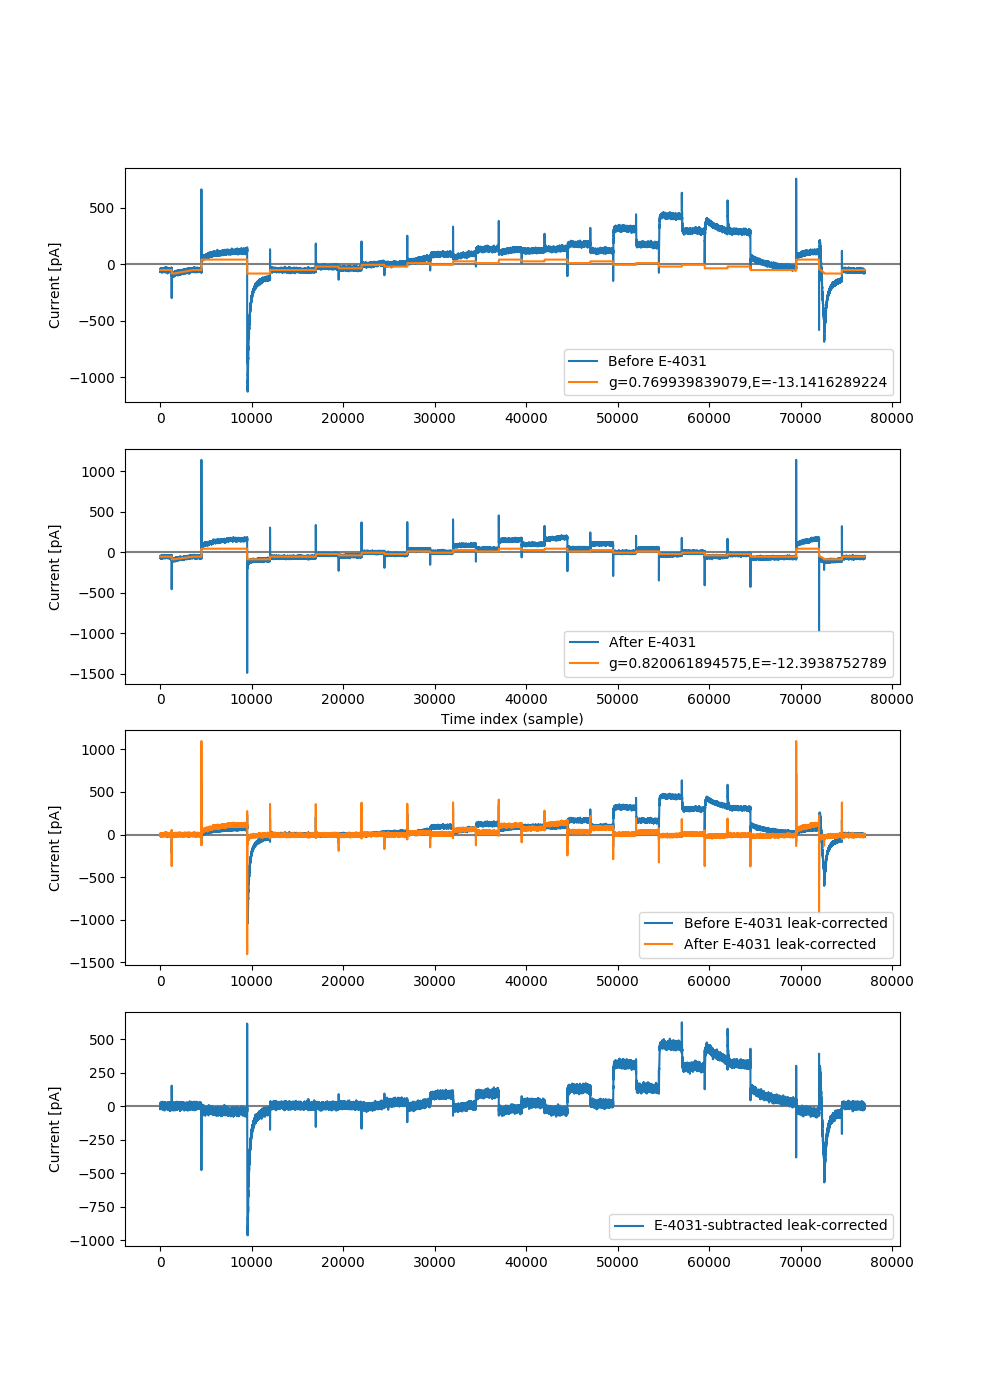 500
0
−500
−1000
Current [pA]
Before E-4031
g=0.769939839079,E=-13.1416289224
0 10000 20000 30000 40000 50000 60000 70000 80000
1000
500
0
−500
−1000
−1500
Current [pA]
After E-4031
g=0.820061894575,E=-12.3938752789
0 10000 20000 30000 40000 50000 60000 70000 80000
Time index (sample)
1000
500
0
−500
−1000
−1500
Current [pA]
Before E-4031 leak-corrected
After E-4031 leak-corrected
0 10000 20000 30000 40000 50000 60000 70000 80000
500
250
0
−250
−500
−750
−1000
Current [pA]
E-4031-subtracted leak-corrected
0 10000 20000 30000 40000 50000 60000 70000 80000